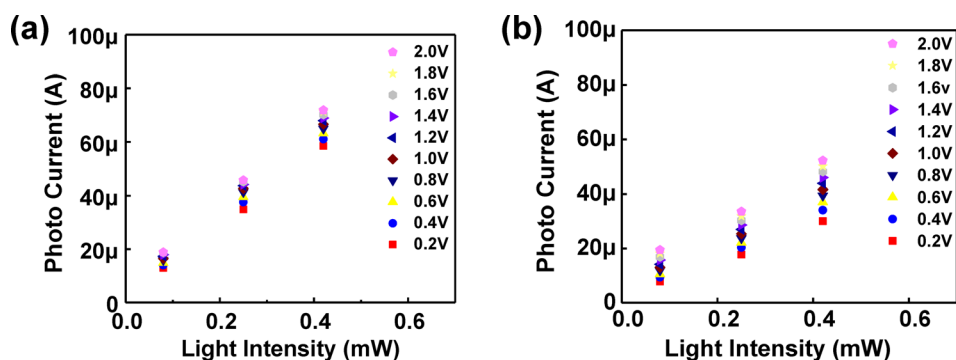 (a)
Photo Current (A)
100µ
80µ
60µ
40µ
20µ
0
0.0 0.2 0.4 0.6
Light Intensity (mW)
2.0V
1.8V
1.6V
1.4V
1.2V
1.0V
0.8V
0.6V
0.4V
0.2V
(b)
Photo Current (A)
100µ
80µ
60µ
40µ
20µ
0
0.0 0.2 0.4 0.6
Light Intensity (mW)
2.0V
1.8V
1.6v
1.4V
1.2V
1.0V
0.8V
0.6V
0.4V
0.2V